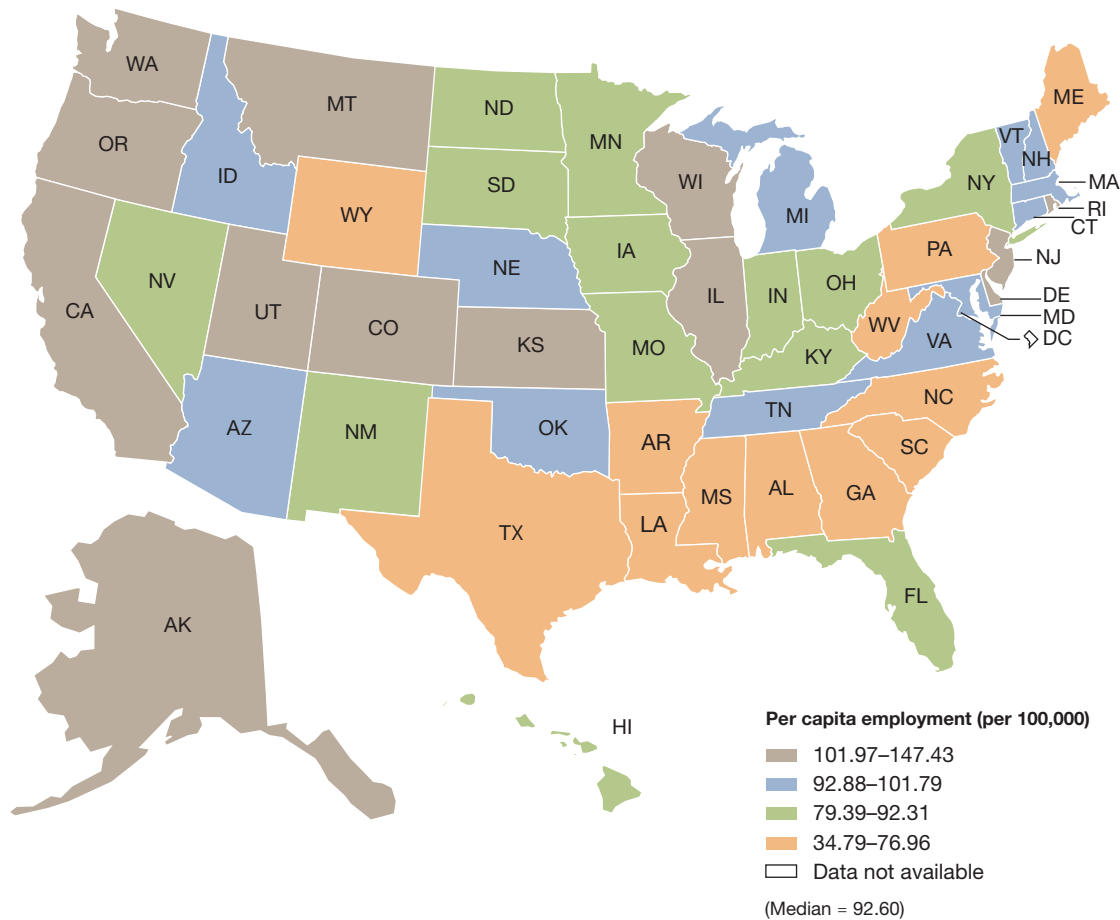 WA
MT
ME
ND
VT
MN
OR
NH
ID
SD
WI
NY
MA
WY
MI
RI
CT
IA
PA
NE
NJ
NV
OH
IN
IL
DE
UT
CA
CO
WV
MD
KS
VA
DC
MO
KY
NC
TN
AZ
OK
NM
AR
SC
MS
AL
GA
LA
TX
FL
AK
HI
Per capita employment (per 100,000)
101.97–147.43
92.88–101.79
79.39–92.31
34.79–76.96
Data not available
(Median = 92.60)